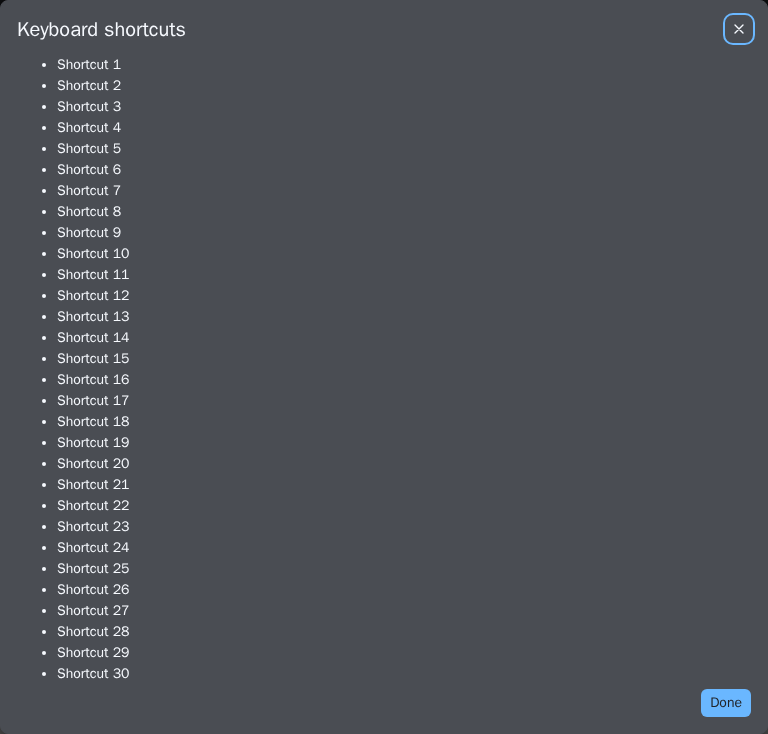 Keyboard shortcuts
Shortcut 1
Shortcut 2
Shortcut 3
Shortcut 4
Shortcut 5
Shortcut 6
Shortcut 7
Shortcut 8
Shortcut 9
Shortcut 10
Shortcut 11
Shortcut 12
Shortcut 13
Shortcut 14
Shortcut 15
Shortcut 16
Shortcut 17
Shortcut 18
Shortcut 19
Shortcut 20
Shortcut 21
Shortcut 22
Shortcut 23
Shortcut 24
Shortcut 25
Shortcut 26
Shortcut 27
Shortcut 28
Shortcut 29
Shortcut 30
Done